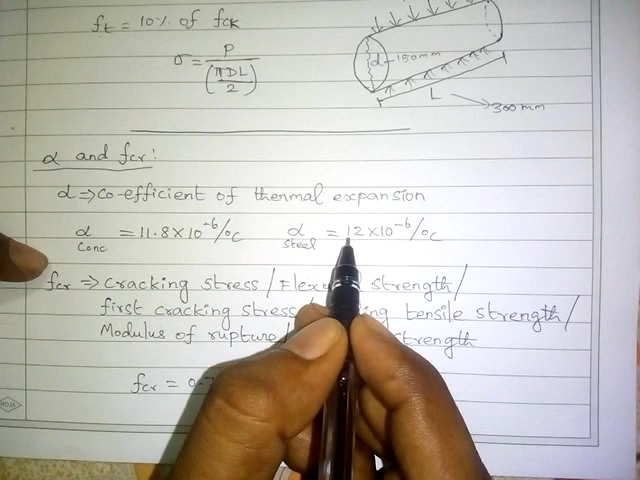 ft = 10% of fck
σ = P / (πDL / 2)
d - 150mm
L
300mm
α and fcr:
α ⇒ co-efficient of thermal expansion
α conc = 11.8 × 10⁻⁶/°c α steel = 12 × 10⁻⁶/°c
fcr ⇒ cracking stress / strength/
first cracking stress/ tensile strength/
Modulus of rupture/ strength
fcr = 0.7